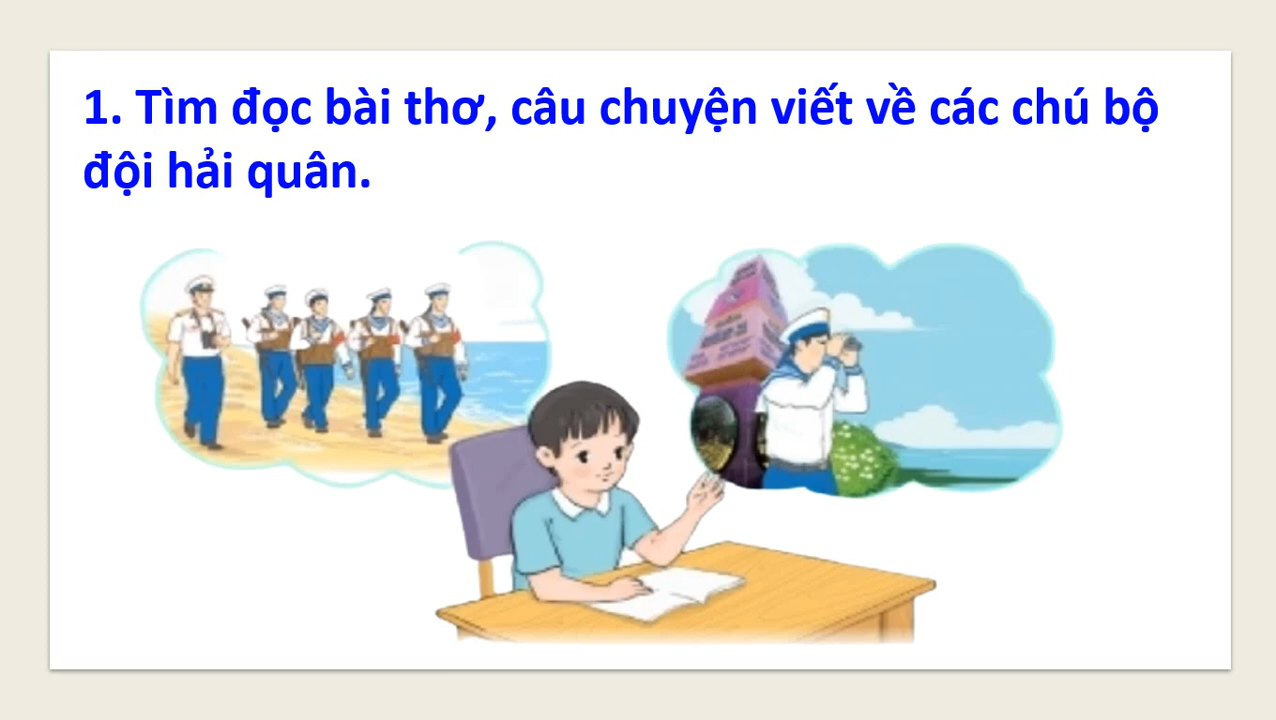 1. Tìm đọc bài thơ, câu chuyện viết về các chú bộ
đội hải quân.